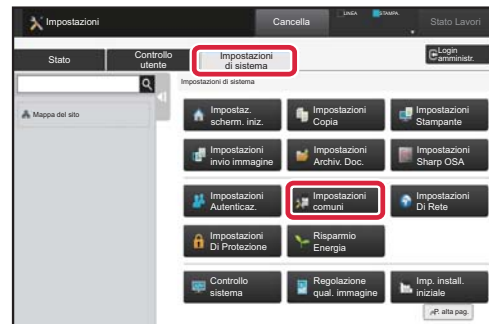 Impostazioni
Cancella
LINEA
STAMPA.
Stato Lavori
Stato
Controllo
utente
Impostazioni
di sistema
Login
amministr.
Impostazioni di sistema
Mappa del sito
Impostaz.
scherm. iniz.
Impostazioni
Copia
Impostazioni
Stampante
Impostazioni
invio immagine
Impostazioni
Archiv. Doc.
Impostazioni
Sharp OSA
Impostazioni
Autenticaz.
Impostazioni
comuni
Impostazioni
Di Rete
Impostazioni
Di Protezione
Risparmio
Energia
Controllo
sistema
Regolazione
qual. immagine
Imp. install.
iniziale
P. alta pag.